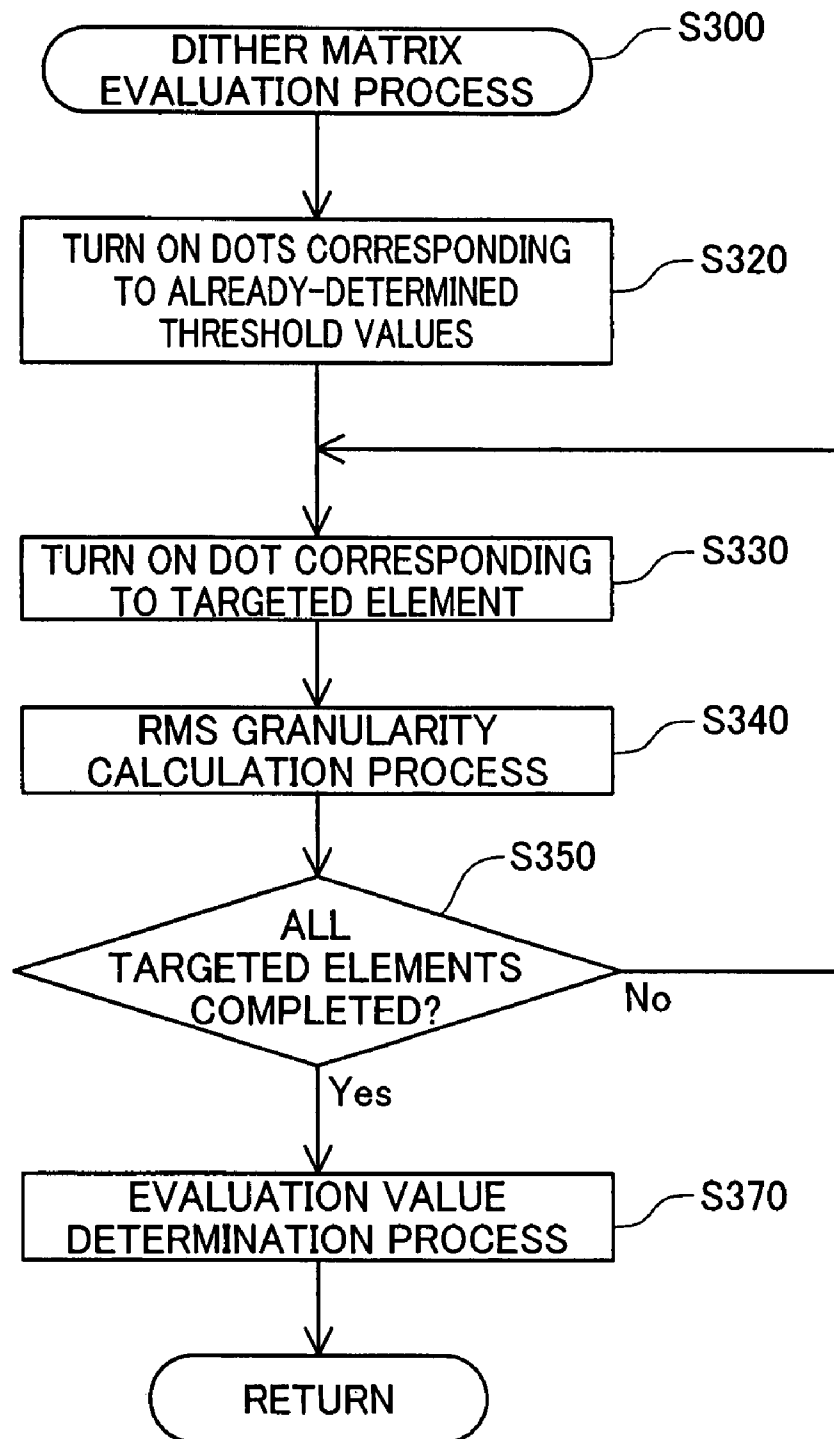 DITHER MATRIX
EVALUATION PROCESS
S300
TURN ON DOTS CORRESPONDING
TO ALREADY-DETERMINED
THRESHOLD VALUES
S320
TURN ON DOT CORRESPONDING
TO TARGETED ELEMENT
S330
RMS GRANULARITY
CALCULATION PROCESS
S340
S350
ALL
TARGETED ELEMENTS
COMPLETED?
No
Yes
EVALUATION VALUE
DETERMINATION PROCESS
S370
RETURN